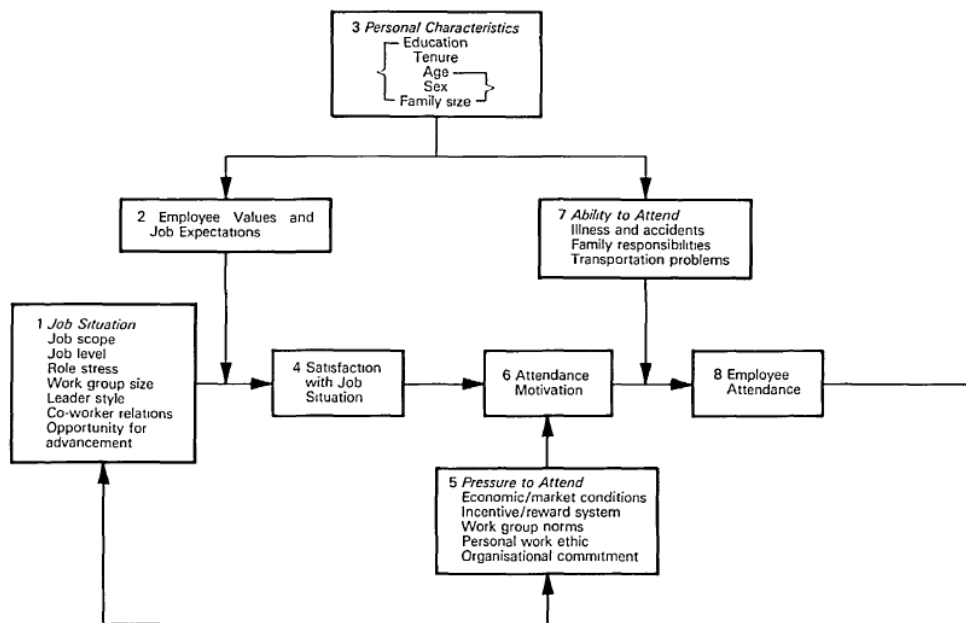 3 Personal Characteristics
Education
Tenure
Age
Sex
Family size
2 Employee Values and
Job Expectations
7 Ability to Attend
Illness and accidents
Family responsibilities
Transportation problems
1 Job Situation
Job scope
Job level
Role stress
Work group size
Leader style
Co-worker relations
Opportunity for
advancement
4 Satisfaction
with Job
Situation
6 Attendance
Motivation
8 Employee
Attendance
5 Pressure to Attend
Economic/market conditions
Incentive/reward system
Work group norms
Personal work ethic
Organisational commitment